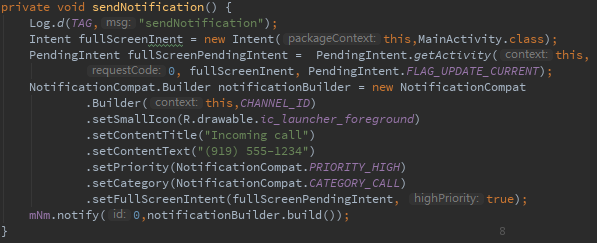 private void sendNotification() {
Log.d(TAG, msg: "sendNotification");
Intent fullScreenInent = new Intent( packageContext: this,MainActivity.class);
PendingIntent fullScreenPendingIntent = PendingIntent.getActivity( context: this,
requestCode: 0, fullScreenInent, PendingIntent.FLAG_UPDATE_CURRENT);
NotificationCompat.Builder notificationBuilder = new NotificationCompat
.Builder( context: this,CHANNEL_ID)
.setSmallIcon(R.drawable.ic_launcher_foreground)
.setContentTitle("Incoming call")
.setContentText("(919) 555-1234")
.setPriority(NotificationCompat.PRIORITY_HIGH)
.setCategory(NotificationCompat.CATEGORY_CALL)
.setFullScreenIntent(fullScreenPendingIntent, highPriority: true);
mNm.notify( id: 0,notificationBuilder.build());
} 8